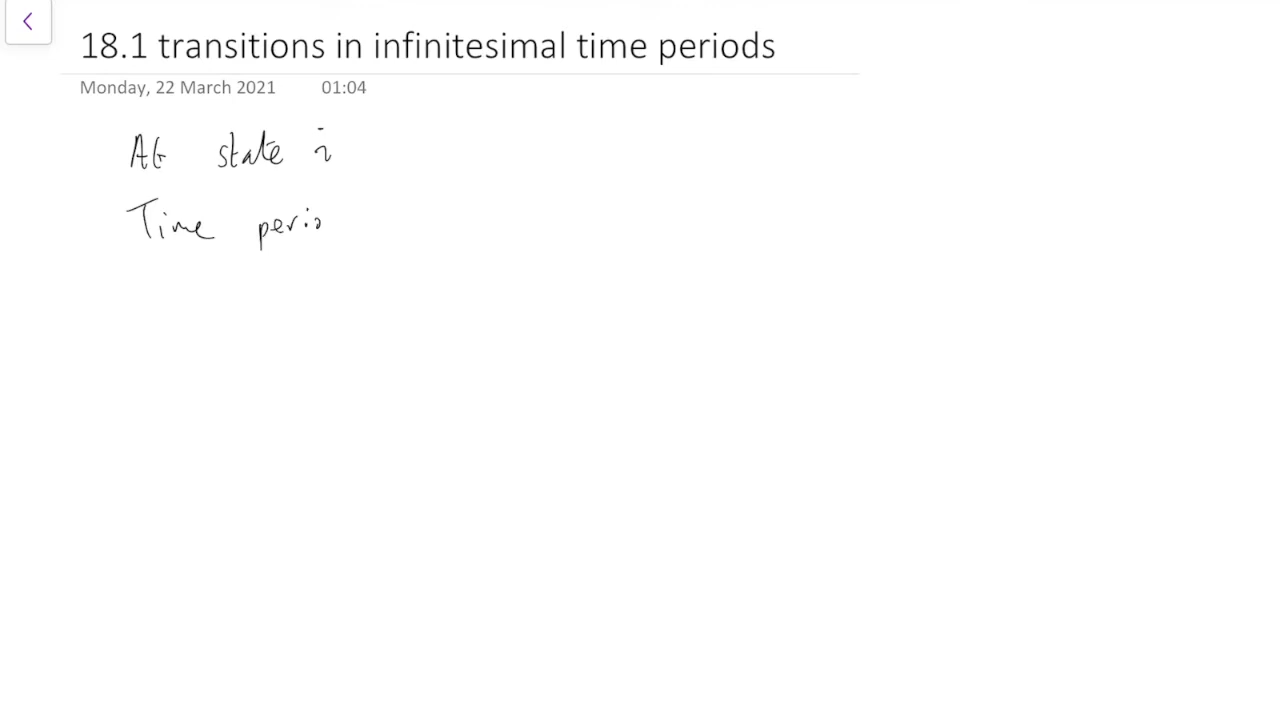 18.1 transitions in infinitesimal time periods
Monday, 22 March 2021 01:04
At state i
Time perio